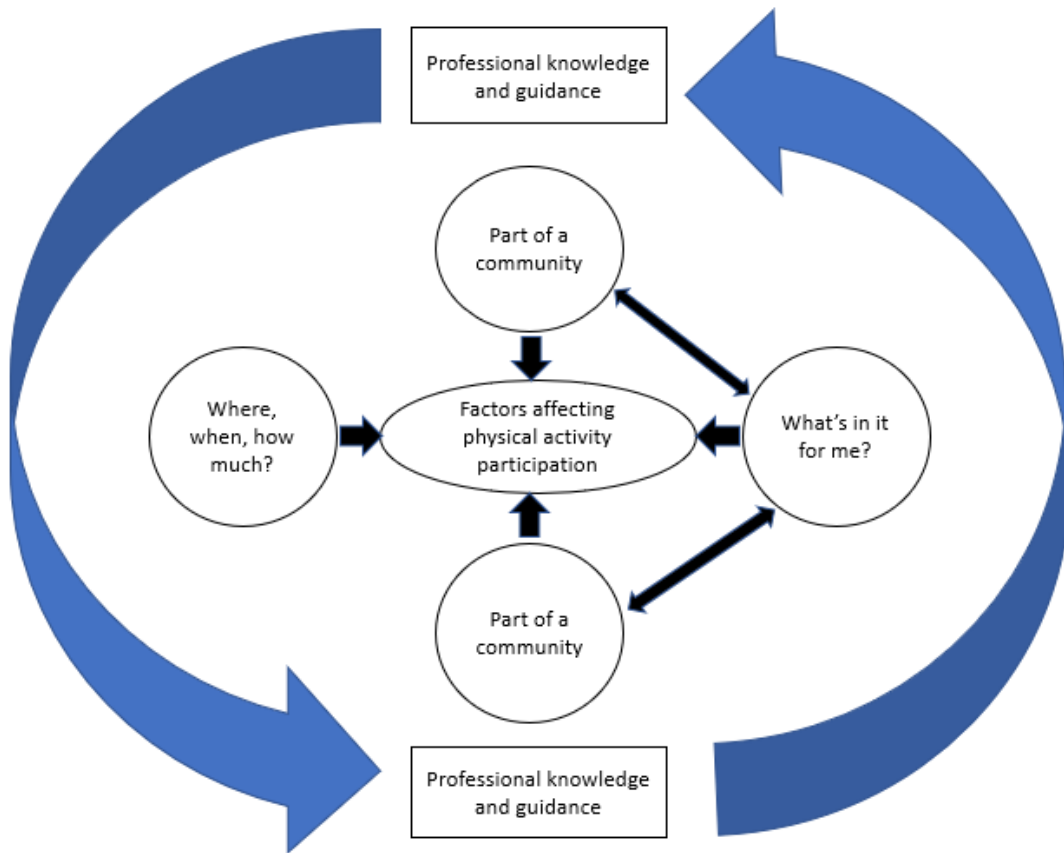 Professional knowledge
and guidance
Part of a
community
Where,
when, how
much?
Factors affecting
physical activity
participation
What's in it
for me?
Part of a
community
Professional knowledge
and guidance